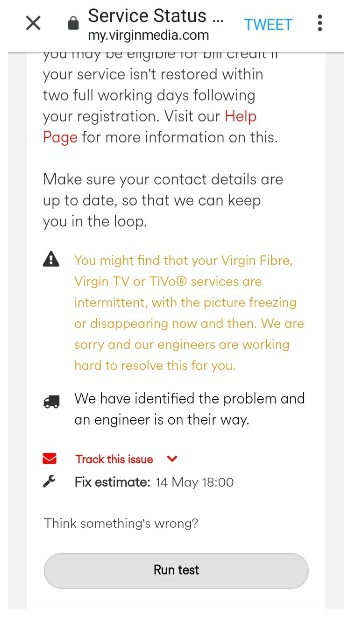 Service Status ...
my.virginmedia.com
TWEET
you may be eligible for bill credit if
your service isn't restored within
two full working days following
your registration. Visit our Help
Page for more information on this.
Make sure your contact details are
up to date, so that we can keep
you in the loop.
You might find that your Virgin Fibre,
Virgin TV or TiVo® services are
intermittent, with the picture freezing
or disappearing now and then. We are
sorry and our engineers are working
hard to resolve this for you.
We have identified the problem and
an engineer is on their way.
Track this issue
Fix estimate: 14 May 18:00
Think something's wrong?
Run test